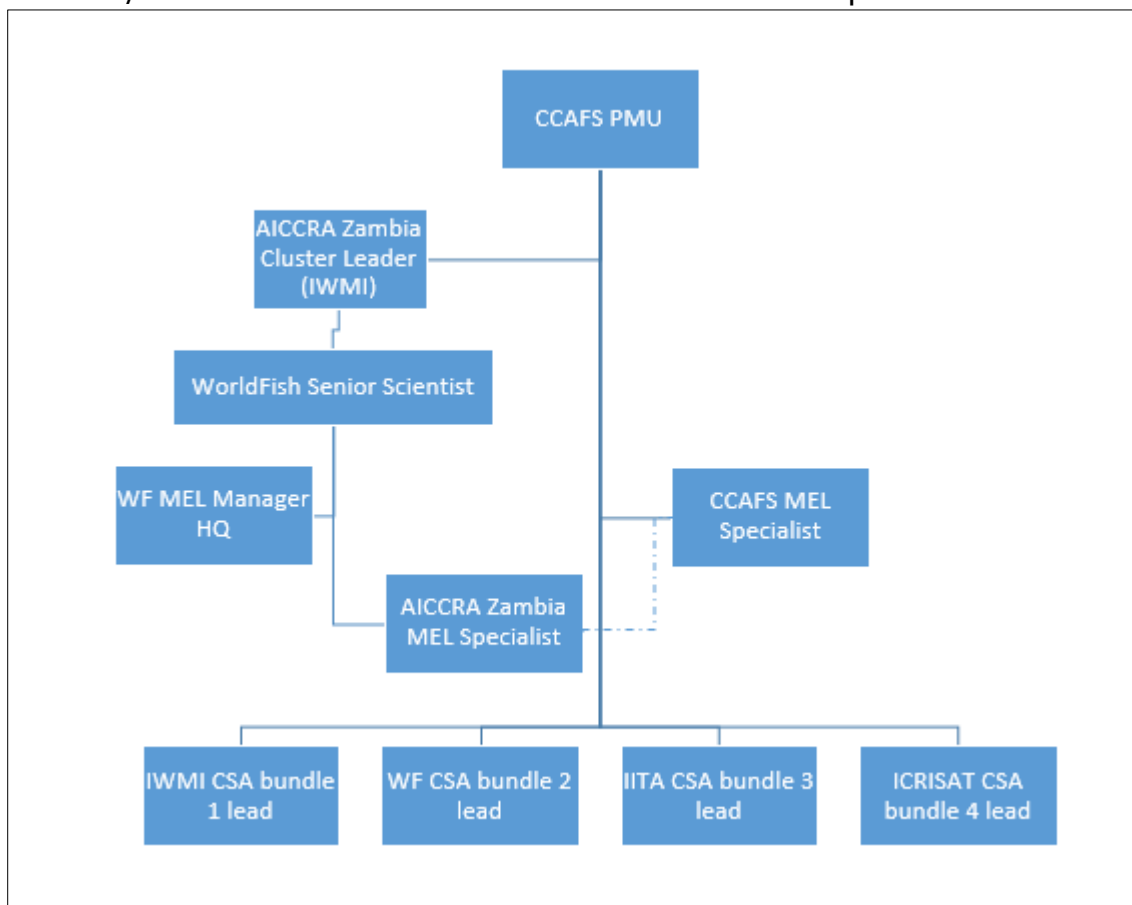 CCAFS PMU
AICCRA Zambia
Cluster Leader
(IWMI)
WorldFish Senior Scientist
WF MEL Manager
HQ
CCAFS MEL
Specialist
AICCRA Zambia
MEL Specialist
IWMI CSA bundle
1 lead
WF CSA bundle 2
lead
IITA CSA bundle 3
lead
ICRISAT CSA
bundle 4 lead